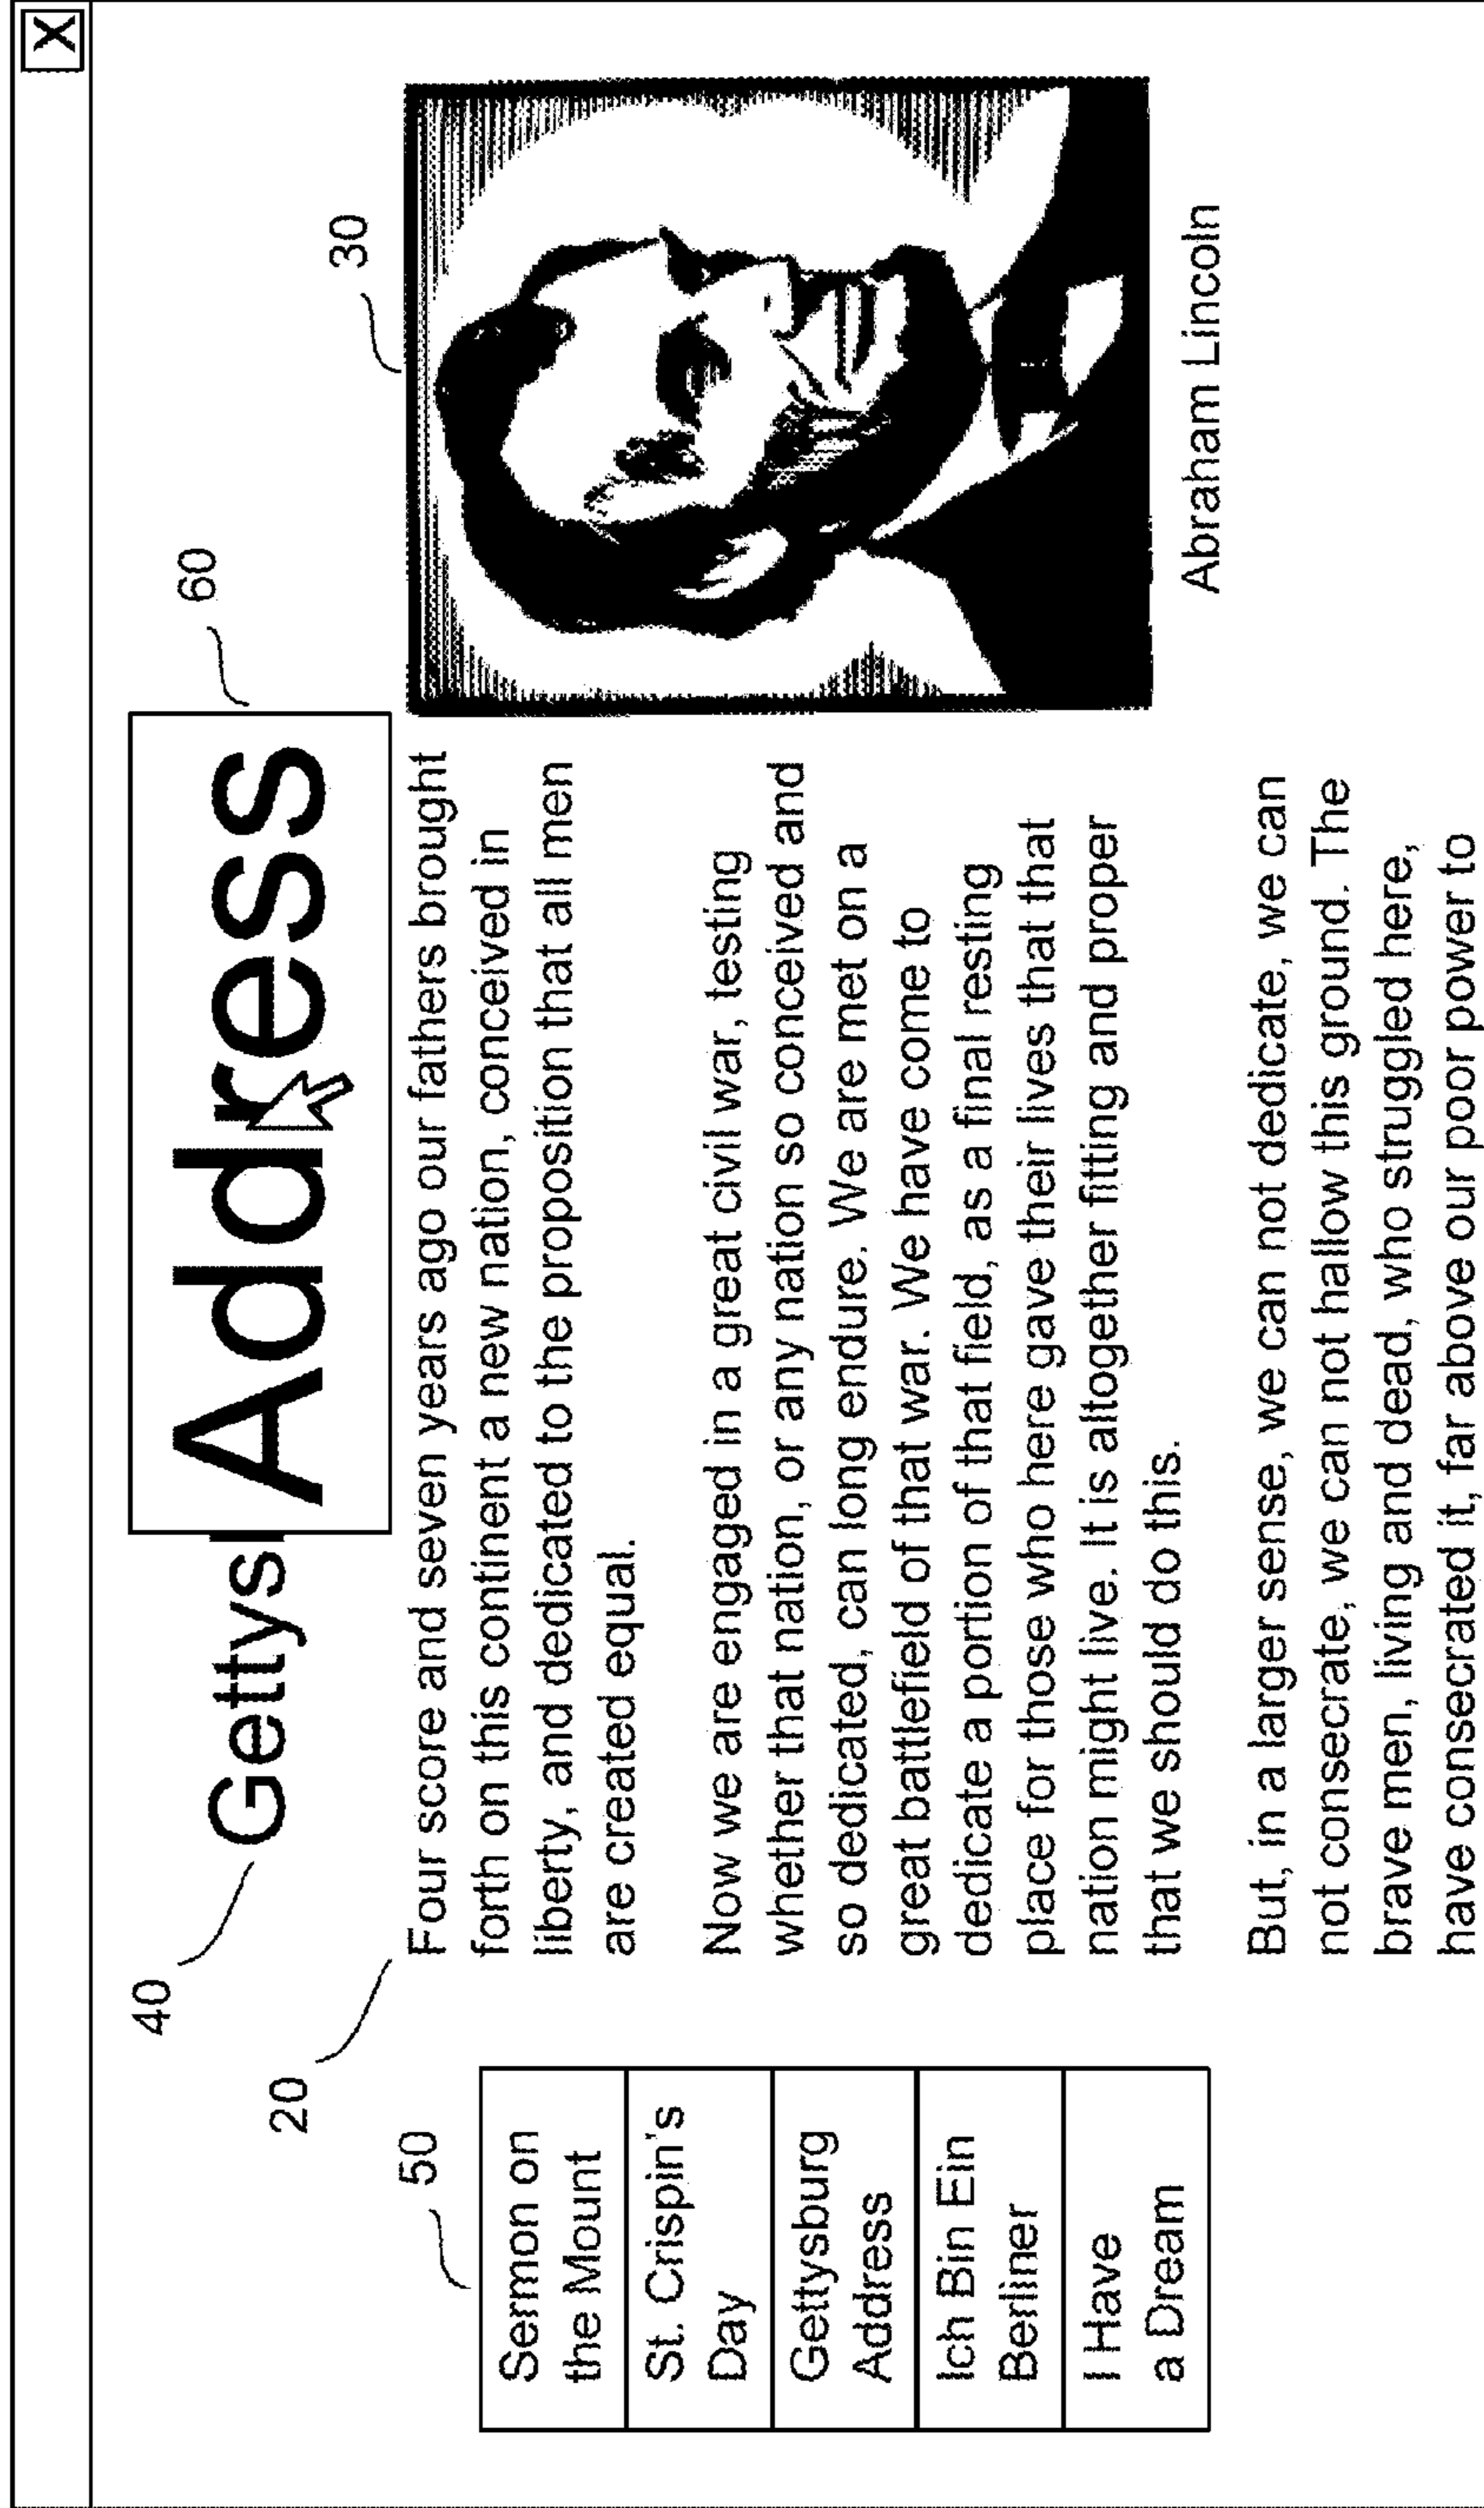 X
60
Address
40
Gettys
20
30
Four score and seven years ago our fathers brought
forth on this continent a new nation, conceived in
liberty, and dedicated to the proposition that all men
are created equal.
Now we are engaged in a great civil war, testing
whether that nation, or any nation so conceived and
so dedicated, can long endure. We are met on a
great battlefield of that war. We have come to
dedicate a portion of that field, as a final resting
place for those who here gave their lives that that
nation might live. It is altogether fitting and proper
that we should do this.
But, in a larger sense, we can not dedicate, we can
not consecrate, we can not hallow this ground. The
brave men, living and dead, who struggled here,
have consecrated it, far above our poor power to
Abraham Lincoln
50
Sermon on
the Mount
St. Crispin's
Day
Gettysburg
Address
Ich Bin Ein
Berliner
I Have
a Dream